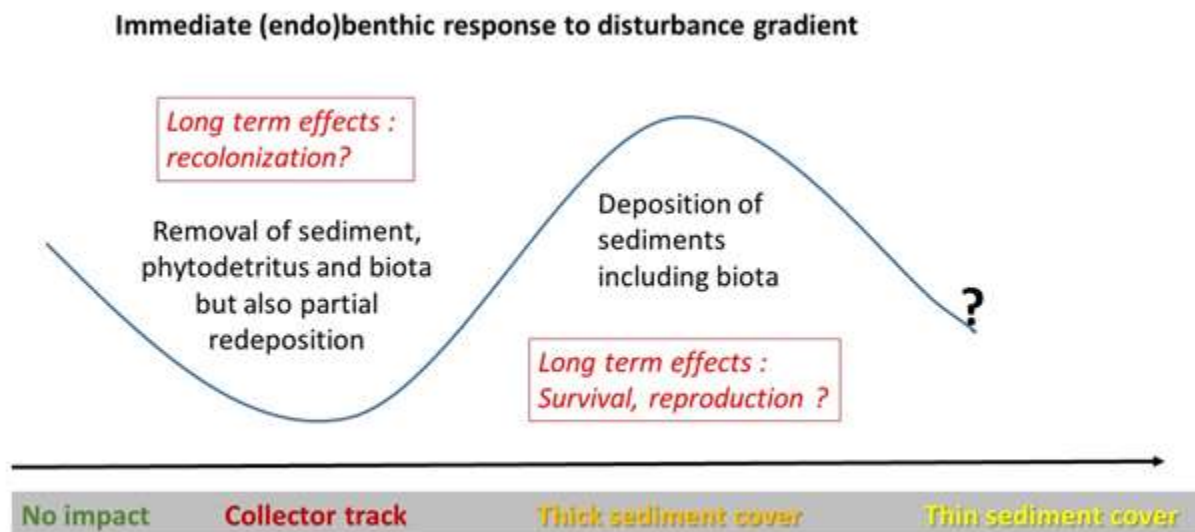 Immediate (endo)benthic response to disturbance gradient
Long term effects :
recolonization?
Removal of sediment,
phytodetritus and biota
but also partial
redeposition
Deposition of
sediments
including biota
?
Long term effects :
Survival, reproduction ?
No impact
Collector track
Thick sediment cover
Thin sediment cover